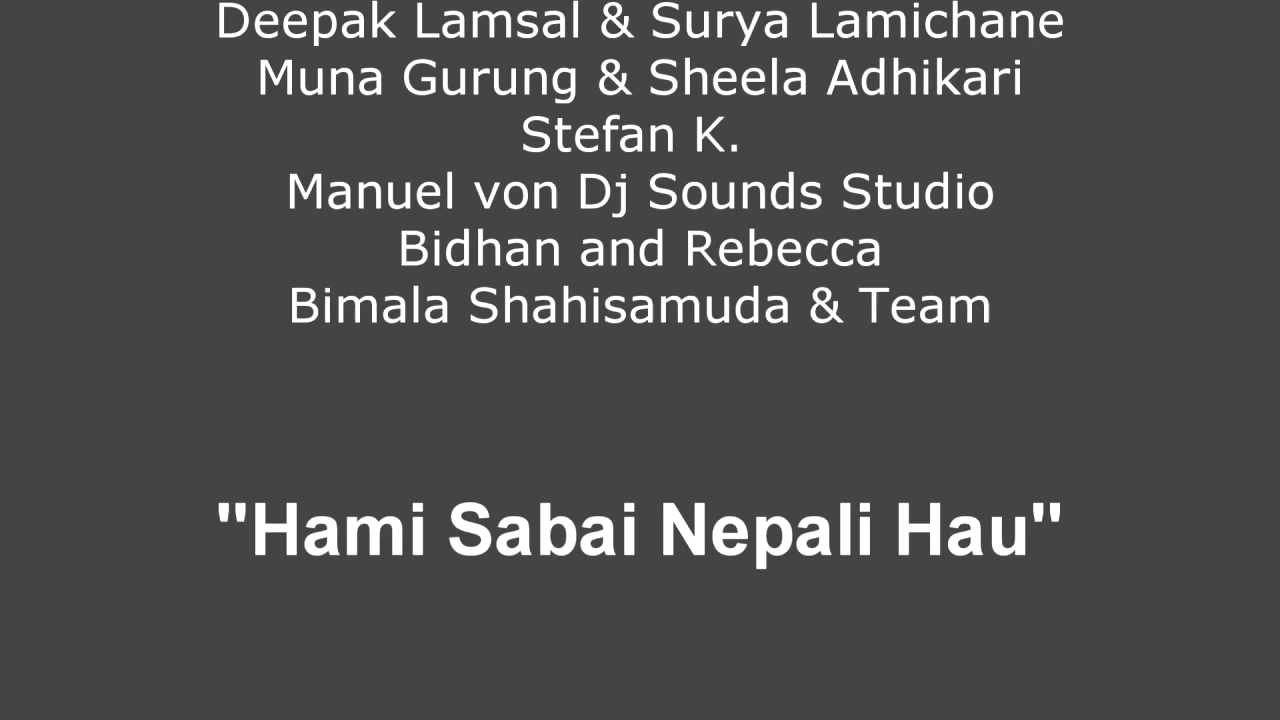 Deepak Lamsal & Surya Lamichane
Muna Gurung & Sheela Adhikari
Stefan K.
Manuel von Dj Sounds Studio
Bidhan and Rebecca
Bimala Shahisamuda & Team
"Hami Sabai Nepali Hau"